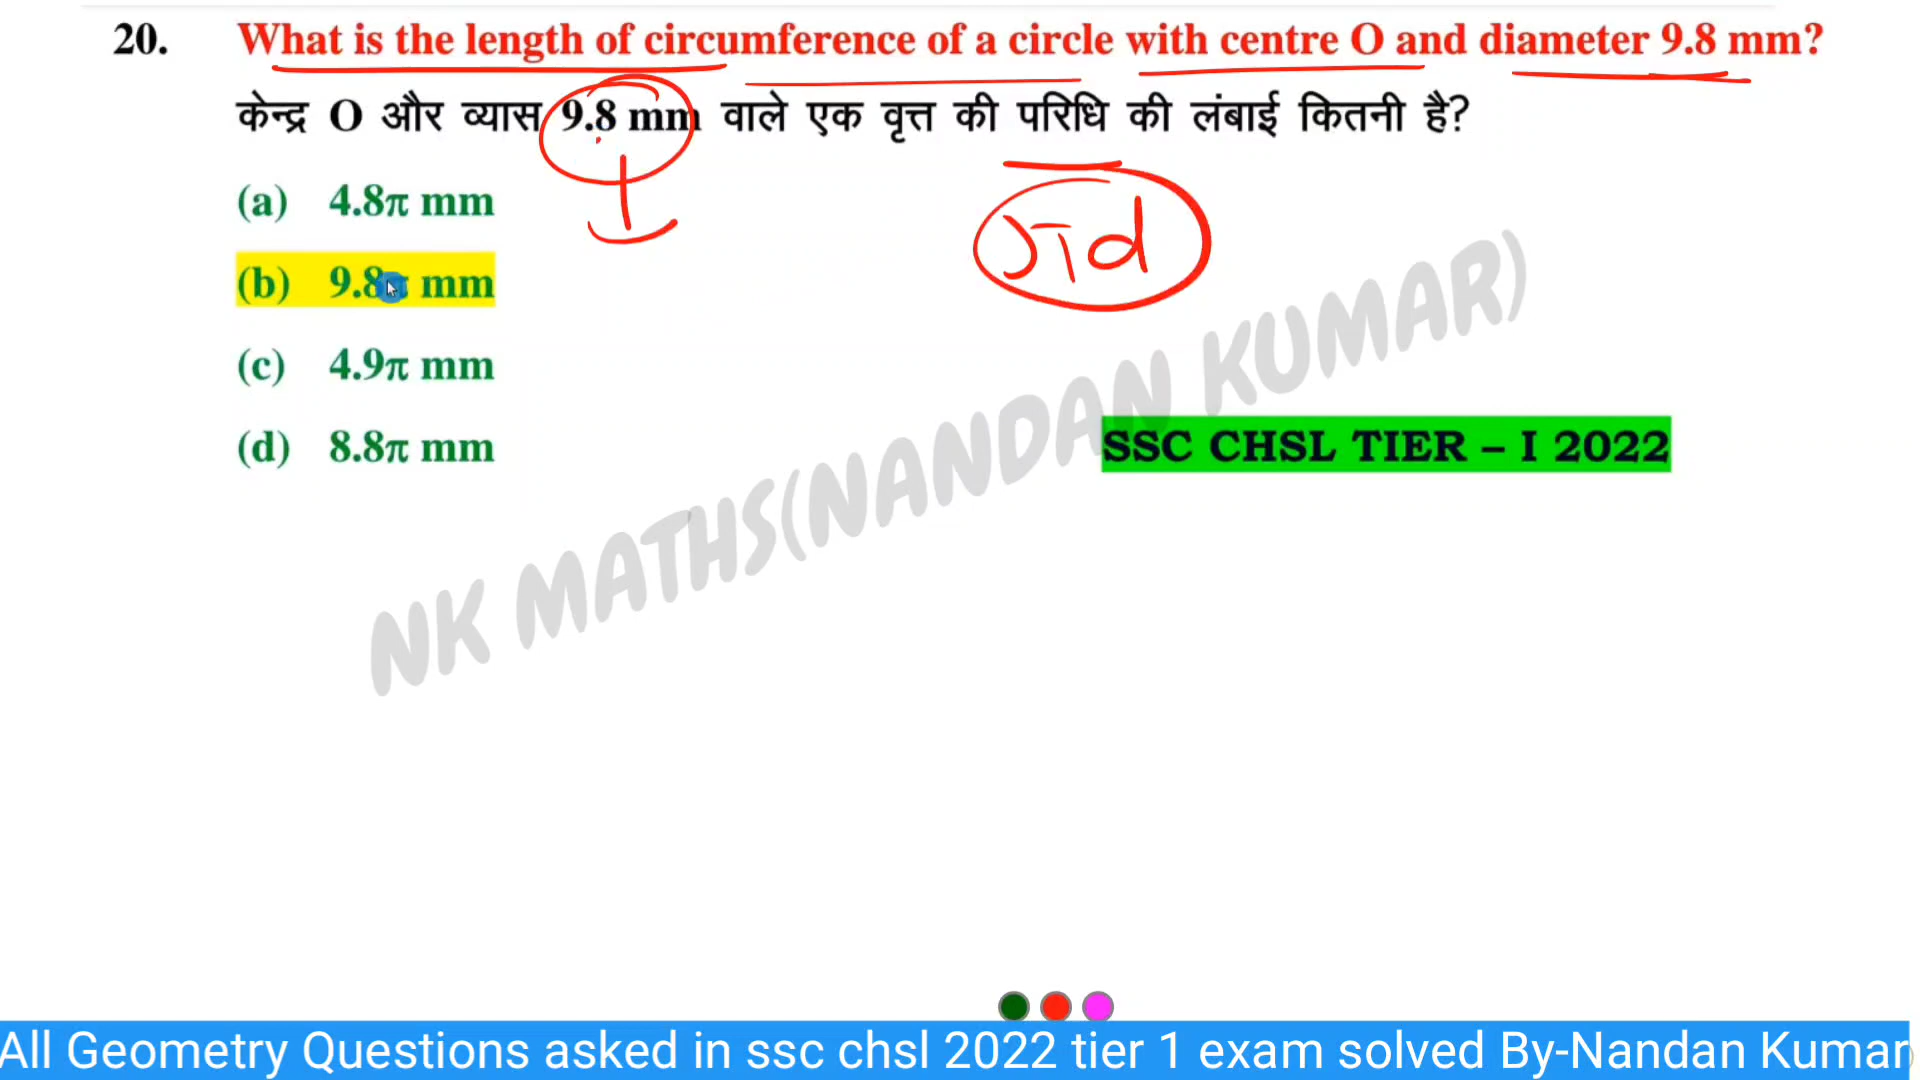 20. What is the length of circumference of a circle with centre O and diameter 9.8 mm?
केन्द्र O और व्यास 9.8 mm वाले एक वृत्त की परिधि की लंबाई कितनी है?
πd
(a) 4.8π mm
(b) 9.8π mm
(c) 4.9π mm
(d) 8.8π mm
SSC CHSL TIER – I 2022
NK MATHS(NANDAN KUMAR)
All Geometry Questions asked in ssc chsl 2022 tier 1 exam solved By-Nandan Kumar